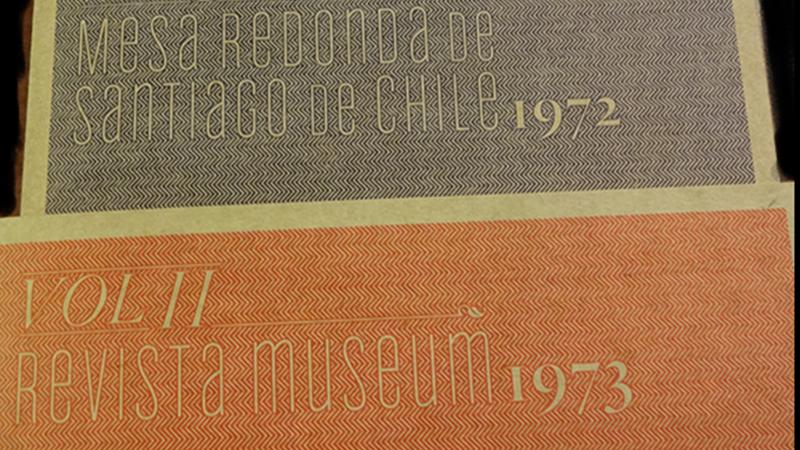 Mesa Redonda de
Santiago de Chile 1972
VOL II
Revista museum 1973